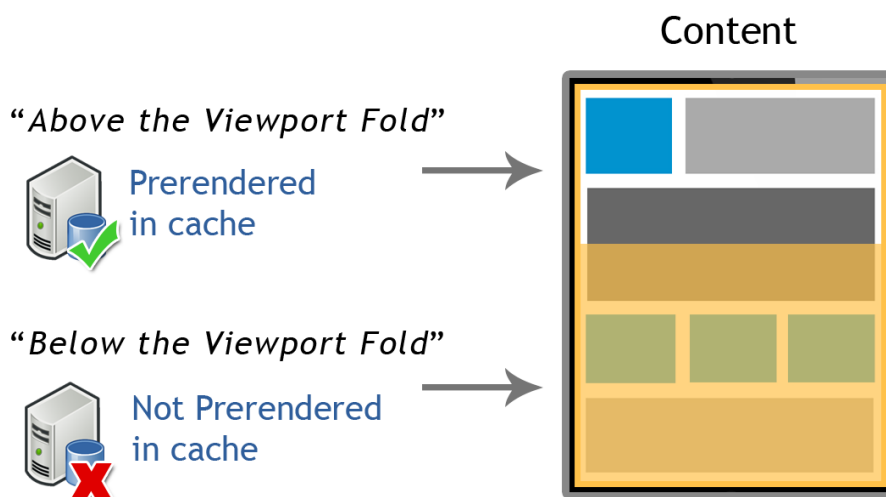 Content
“Above the Viewport Fold”
Prerendered
in cache
“Below the Viewport Fold”
Not Prerendered
in cache